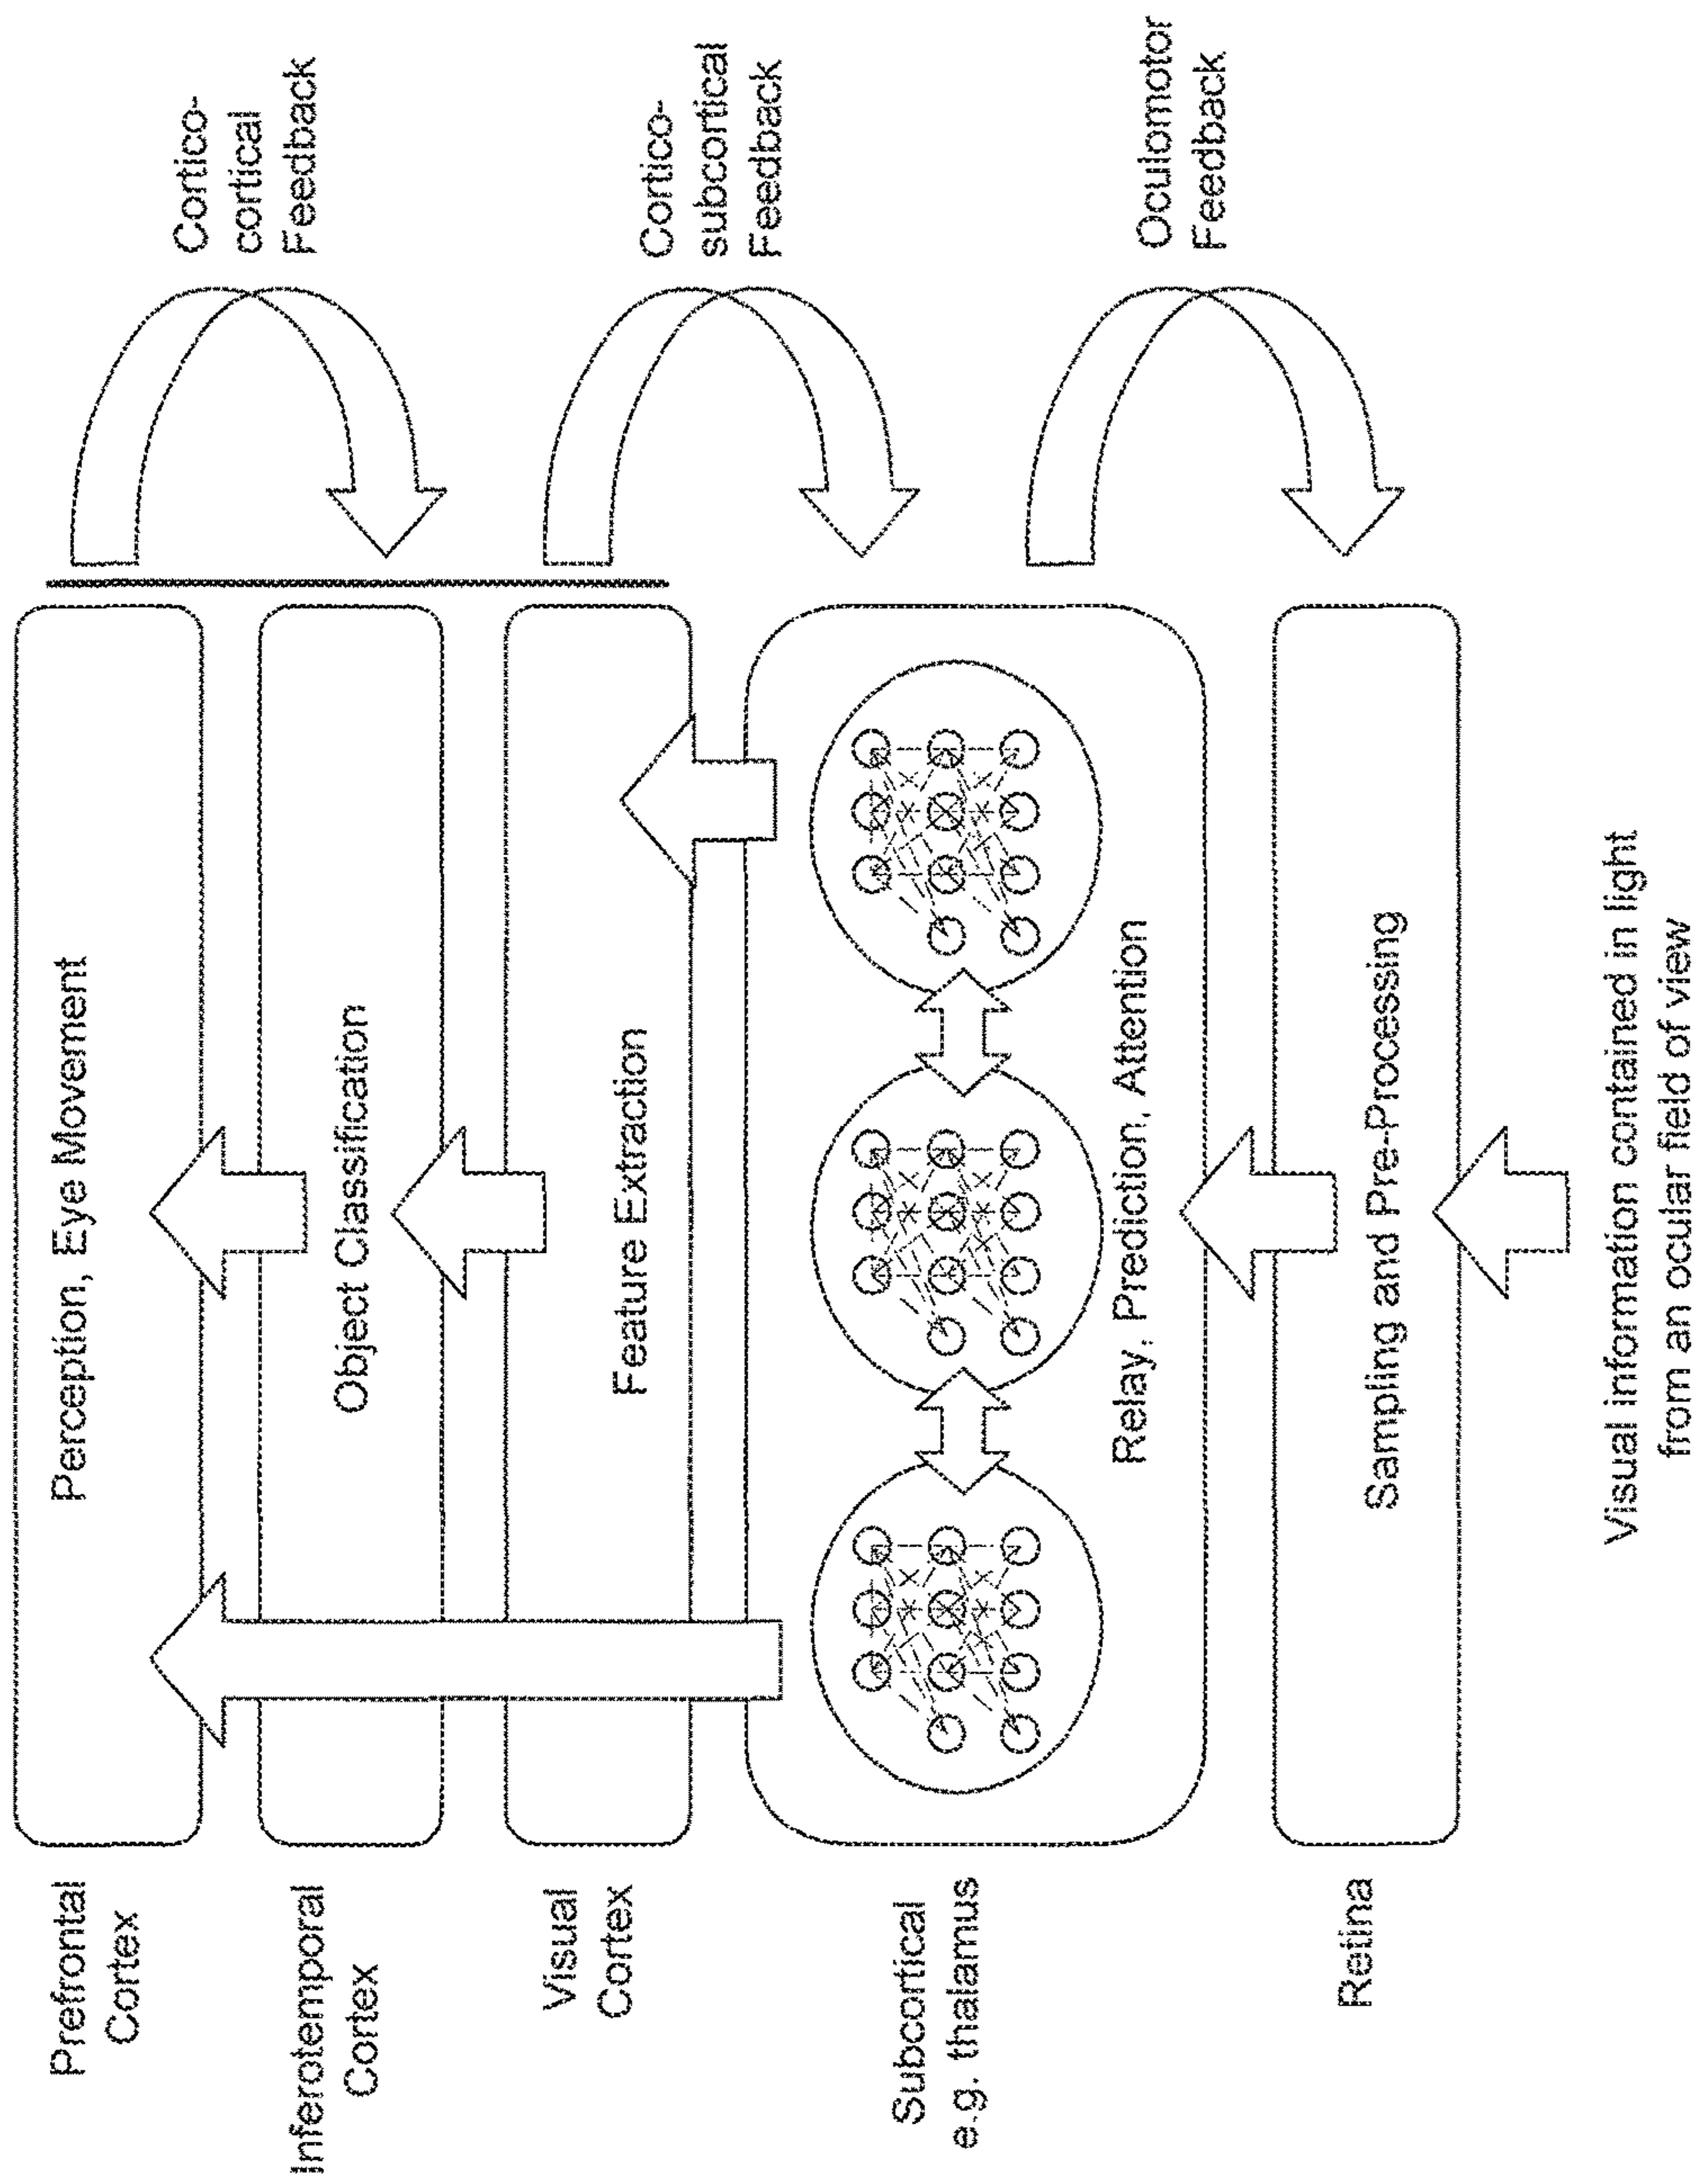 Prefrontal
Cortex
Perception, Eye Movement
Cortico-
cortical
Feedback
Inferotemporal
Cortex
Object Classification
Visual
Cortex
Feature Extraction
Cortico-
subcortical
Feedback
Subcortical
e.g. thalamus
Relay, Prediction, Attention
Oculomotor
Feedback
Retina
Sampling and Pre-Processing
Visual information contained in light
from an ocular field of view